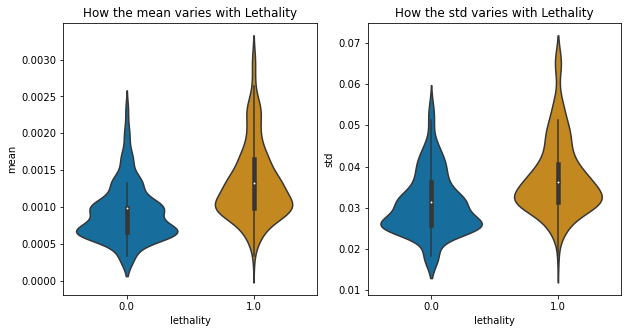 How the mean varies with Lethality
mean
0.0030
0.0025
0.0020
0.0015
0.0010
0.0005
0.0000
0.0 1.0
lethality
How the std varies with Lethality
std
0.07
0.06
0.05
0.04
0.03
0.02
0.01
0.0 1.0
lethality